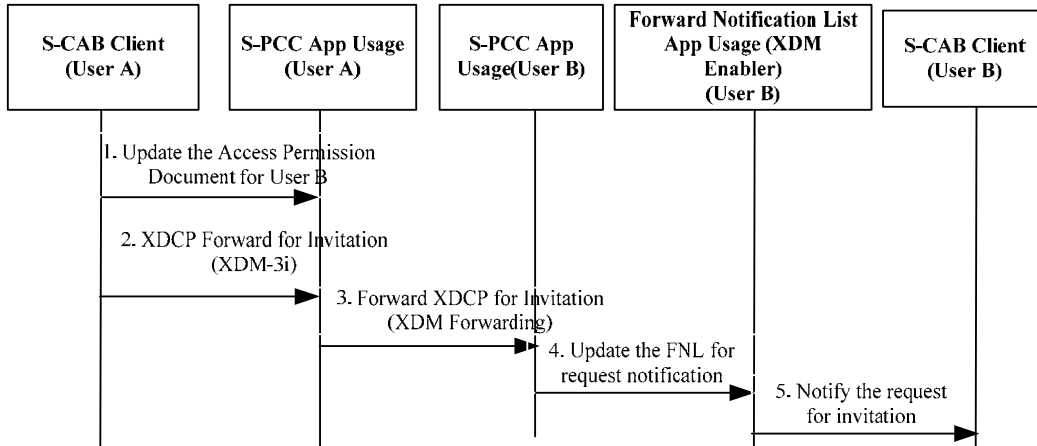 S-CAB Client
(User A)
S-PCC App Usage
(User A)
S-PCC App
Usage(User B)
Forward Notification List
App Usage (XDM
Enabler)
(User B)
S-CAB Client
(User B)
1. Update the Access Permission
Document for User B
2. XDCP Forward for Invitation
(XDM-3i)
3. Forward XDCP for Invitation
(XDM Forwarding)
4. Update the FNL for
request notification
5. Notify the request
for invitation